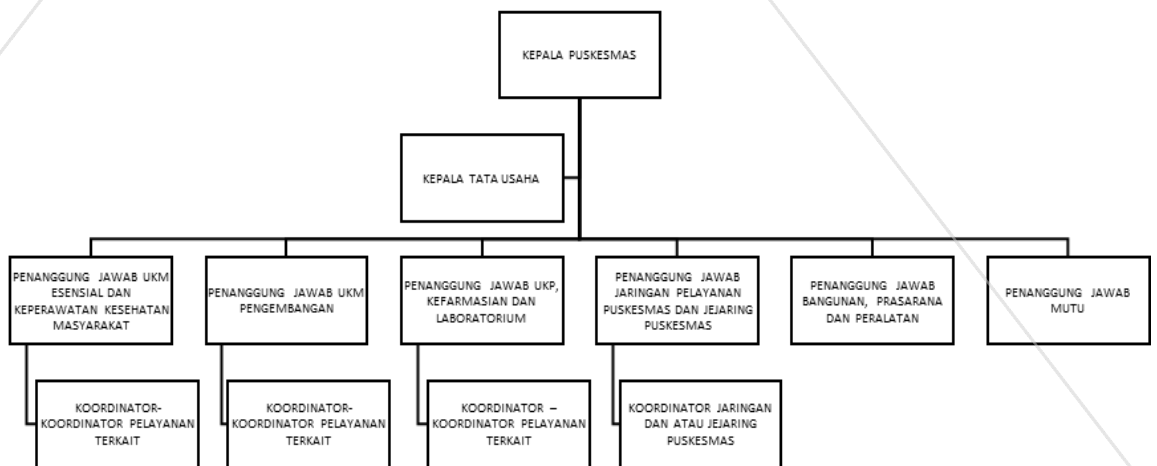 KEPALA PUSKESMAS
KEPALA TATA USAHA
PENANGGUNG JAWAB UKM
ESENSIAL DAN
KEPERAWATAN KESEHATAN
MASYARAKAT
PENANGGUNG JAWAB UKM
PENGEMBANGAN
PENANGGUNG JAWAB UKP,
KEFARMASIAN DAN
LABORATORIUM
PENANGGUNG JAWAB
JARINGAN PELAYANAN
PUSKESMAS DAN JEJARING
PUSKESMAS
PENANGGUNG JAWAB
BANGUNAN, PRASARANA
DAN PERALATAN
PENANGGUNG JAWAB
MUTU
KOORDINATOR-
KOORDINATOR PELAYANAN
TERKAIT
KOORDINATOR-
KOORDINATOR PELAYANAN
TERKAIT
KOORDINATOR –
KOORDINATOR PELAYANAN
TERKAIT
KOORDINATOR JARINGAN
DAN ATAU JEJARING
PUSKESMAS